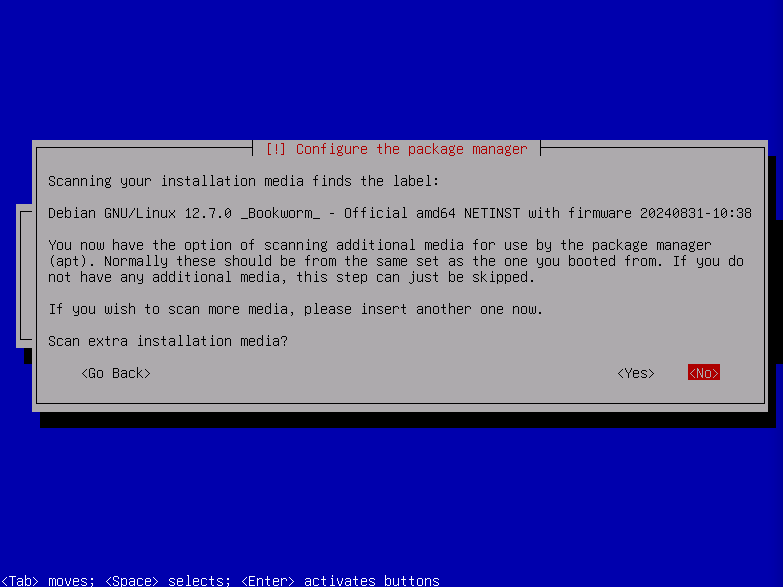 [!] Configure the package manager
Scanning your installation media finds the label:
Debian GNU/Linux 12.7.0 _Bookworm_ - Official amd64 NETINST with firmware 20240831-10:38
You now have the option of scanning additional media for use by the package manager
(apt). Normally these should be from the same set as the one you booted from. If you do
not have any additional media, this step can just be skipped.
If you wish to scan more media, please insert another one now.
Scan extra installation media?
<Go Back> <Yes> <No>
<Tab> moves; <Space> selects; <Enter> activates buttons